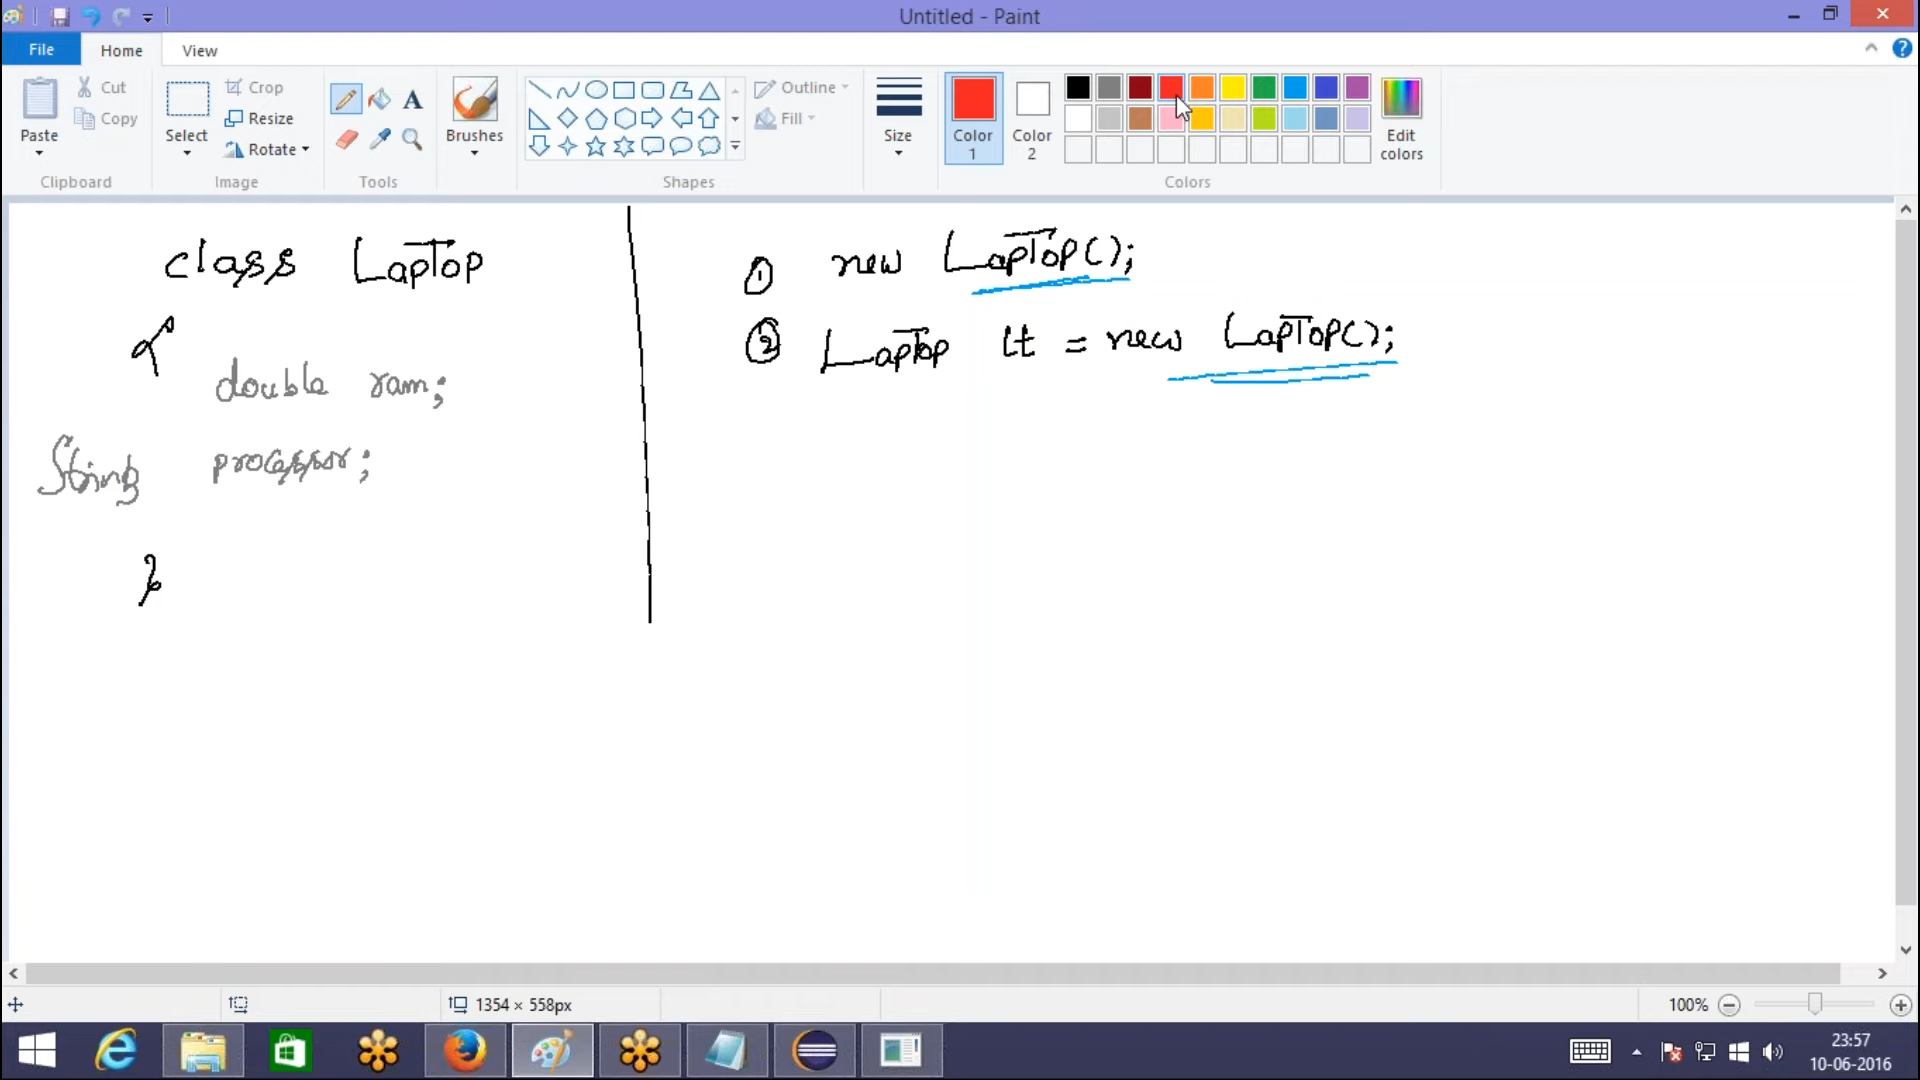 Untitled - Paint
File Home View
Paste Cut Copy Clipboard
Select Crop Resize Rotate Image
Tools
Brushes
Outline Fill Shapes
Size
Color 1 Color 2 Edit colors Colors
class LapTop
{
double ram;
String processor;
}
① new LapTop();
② LapTop lt = new LapTop();
1354 × 558px
100%
23:57
10-06-2016